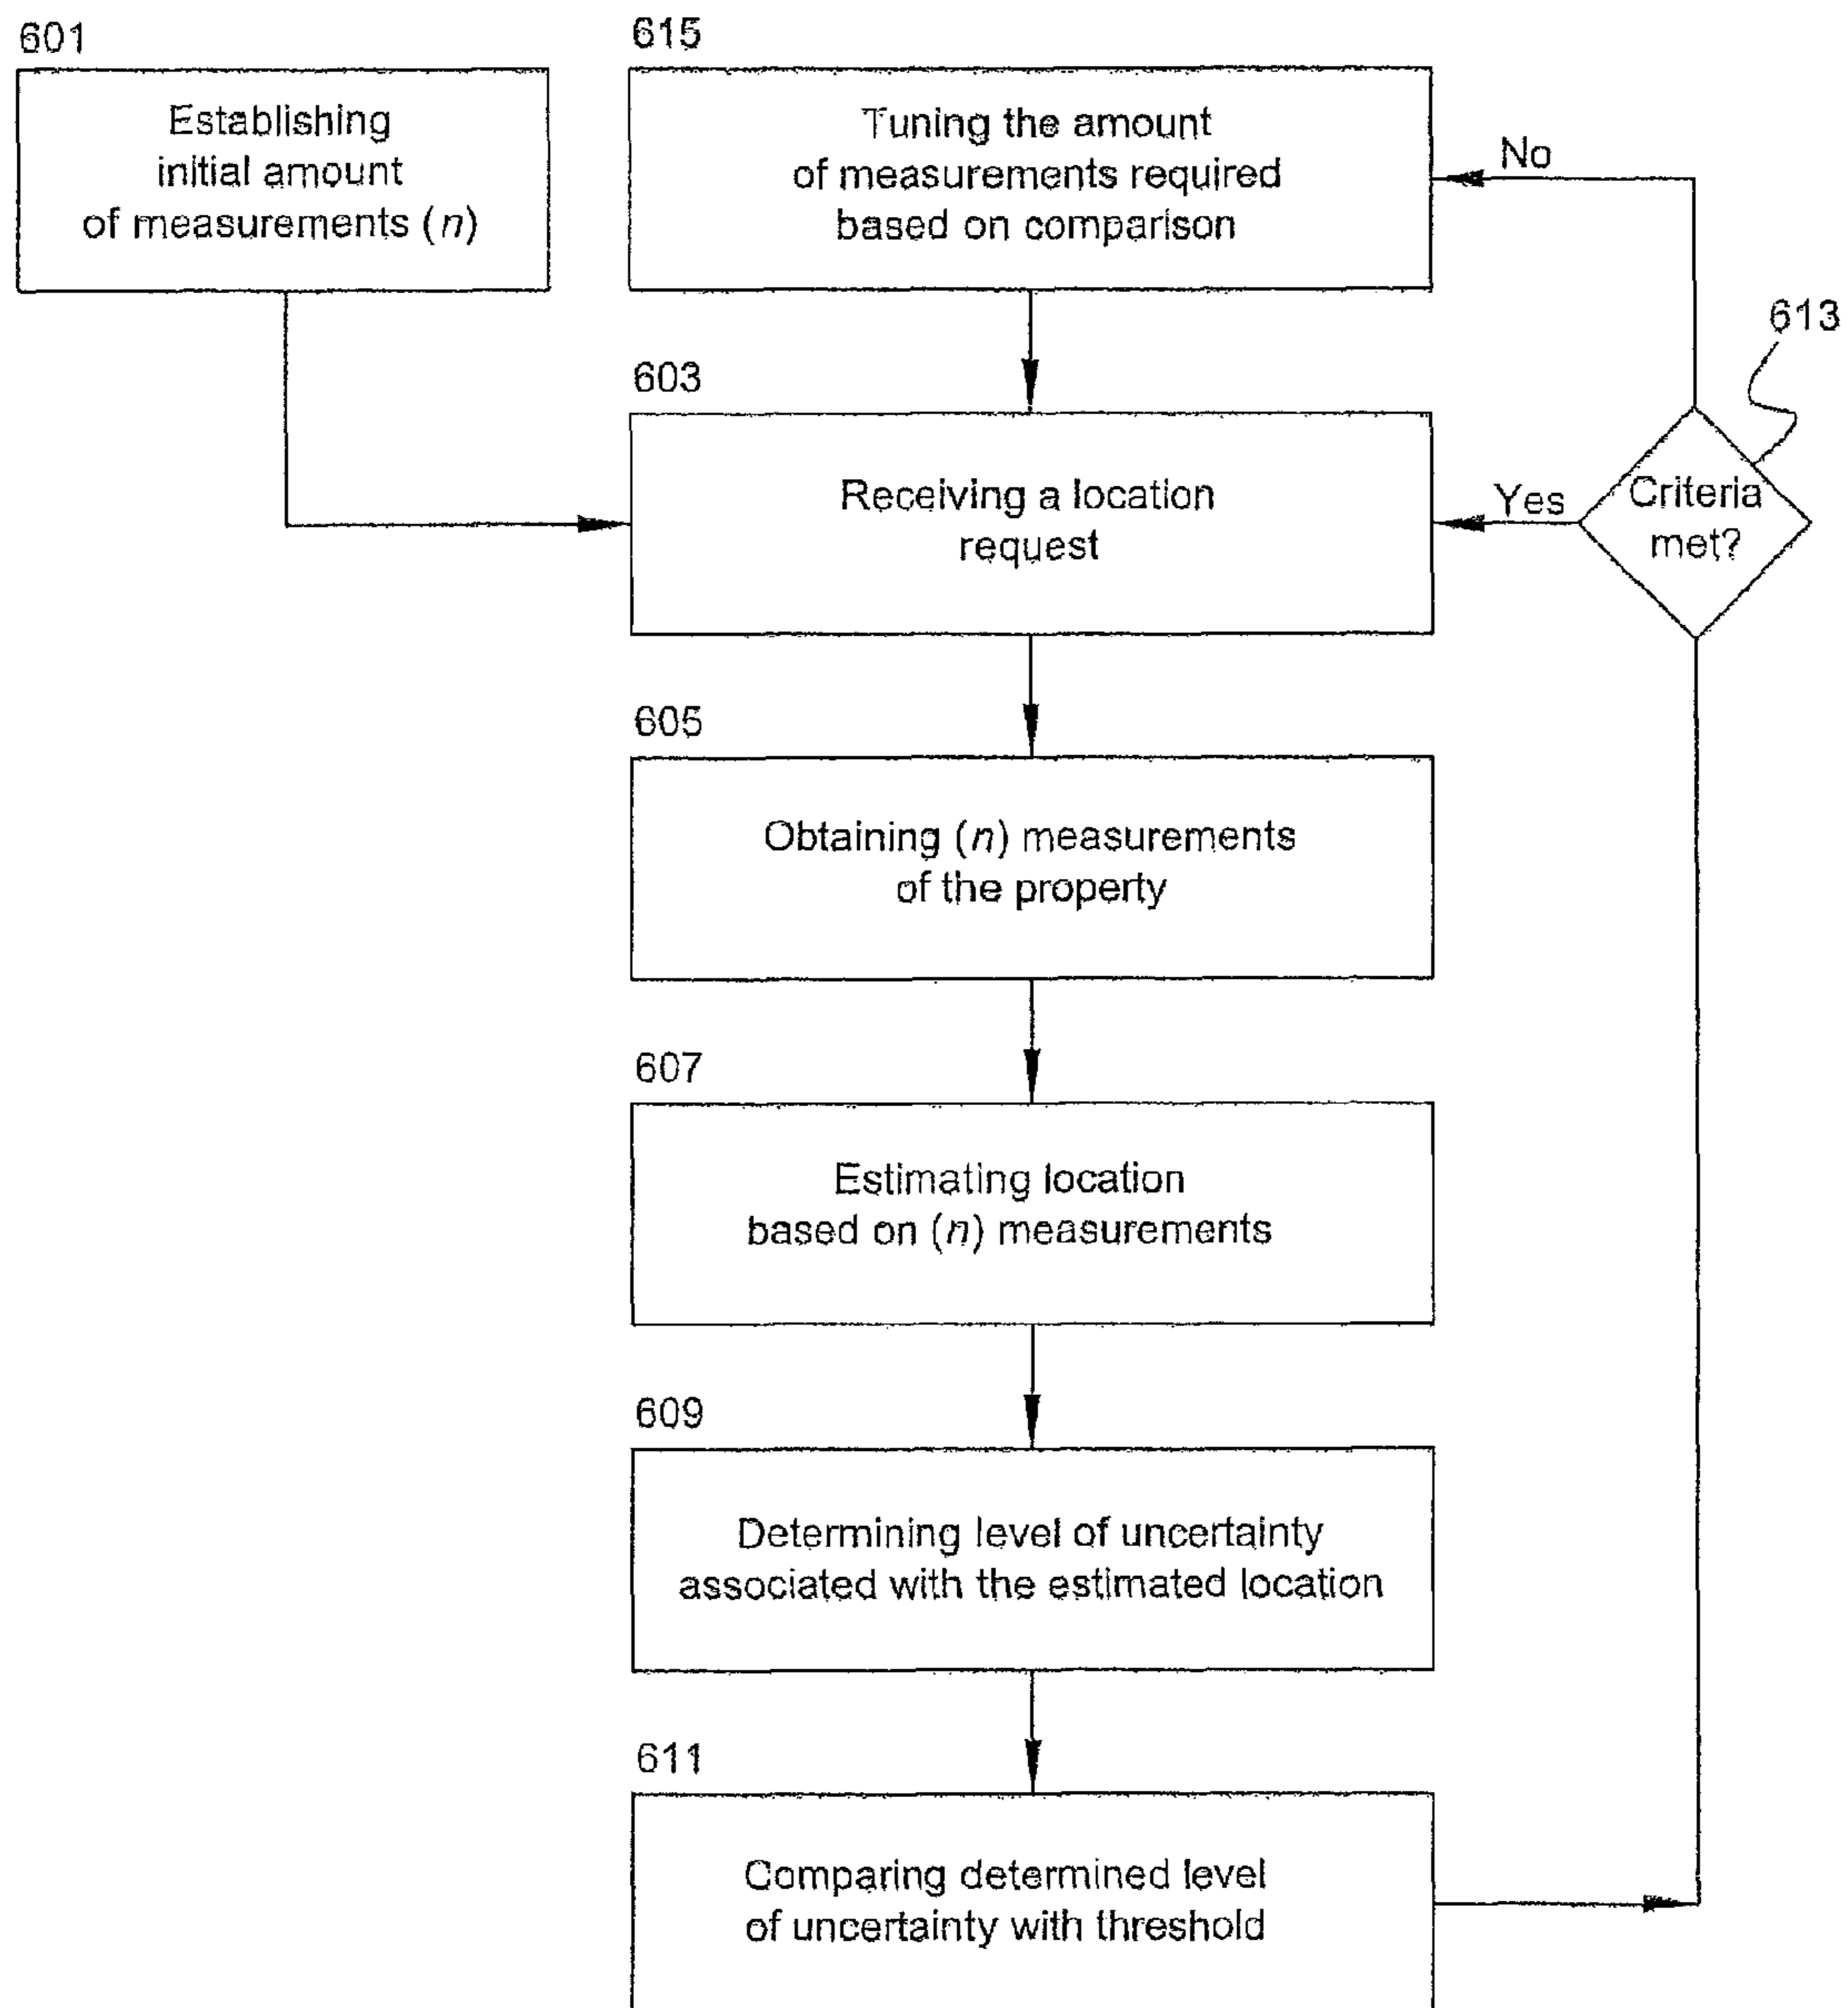 601
Establishing
initial amount
of measurements (n)
615
Tuning the amount
of measurements required
based on comparison
No
613
603
Receiving a location
request
Yes
Criteria
met?
605
Obtaining (n) measurements
of the property
607
Estimating location
based on (n) measurements
609
Determining level of uncertainty
associated with the estimated location
611
Comparing determined level
of uncertainty with threshold